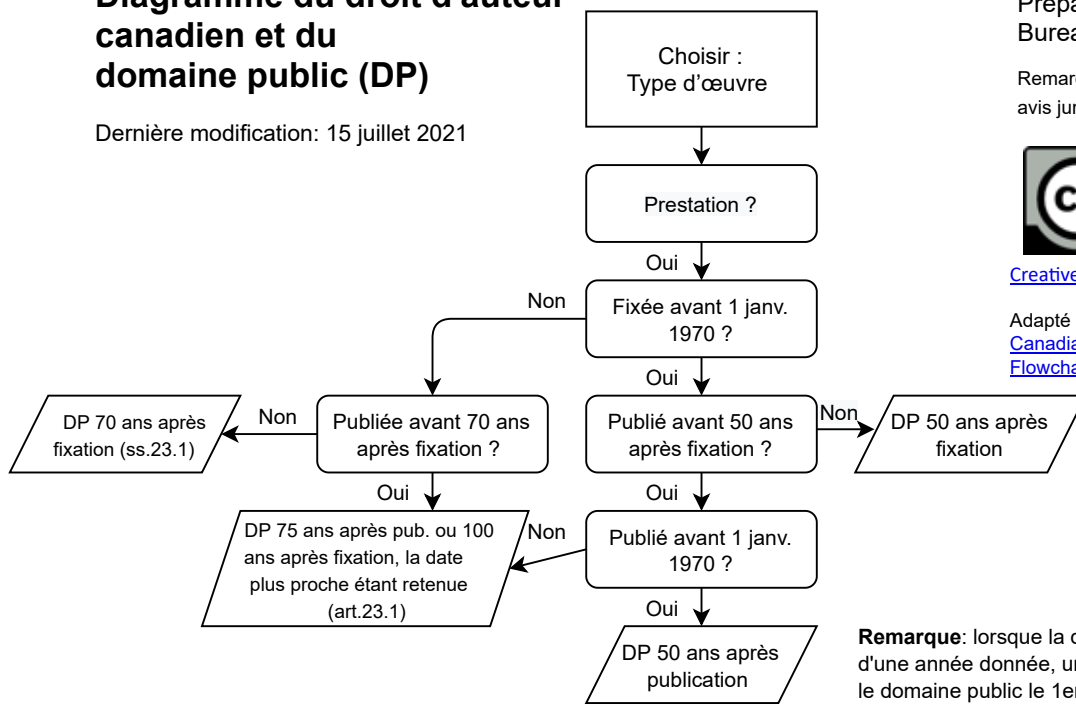 Diagramme du droit d'auteur
canadien et du
domaine public (DP)
Dernière modification: 15 juillet 2021
Choisir :
Type d'œuvre
Prestation ?
Oui
Fixée avant 1 janv.
1970 ?
Non
Oui
Publiée avant 70 ans
après fixation ?
Non
DP 70 ans après
fixation (ss.23.1)
Oui
Publié avant 50 ans
après fixation ?
Non
DP 50 ans après
fixation
Oui
DP 75 ans après pub. ou 100
ans après fixation, la date
plus proche étant retenue
(art.23.1)
Non
Publié avant 1 janv.
1970 ?
Oui
DP 50 ans après
publication
avis
Creative
Adapté
Remarque: lorsque la
d'une année donnée,
le domaine public le 1er